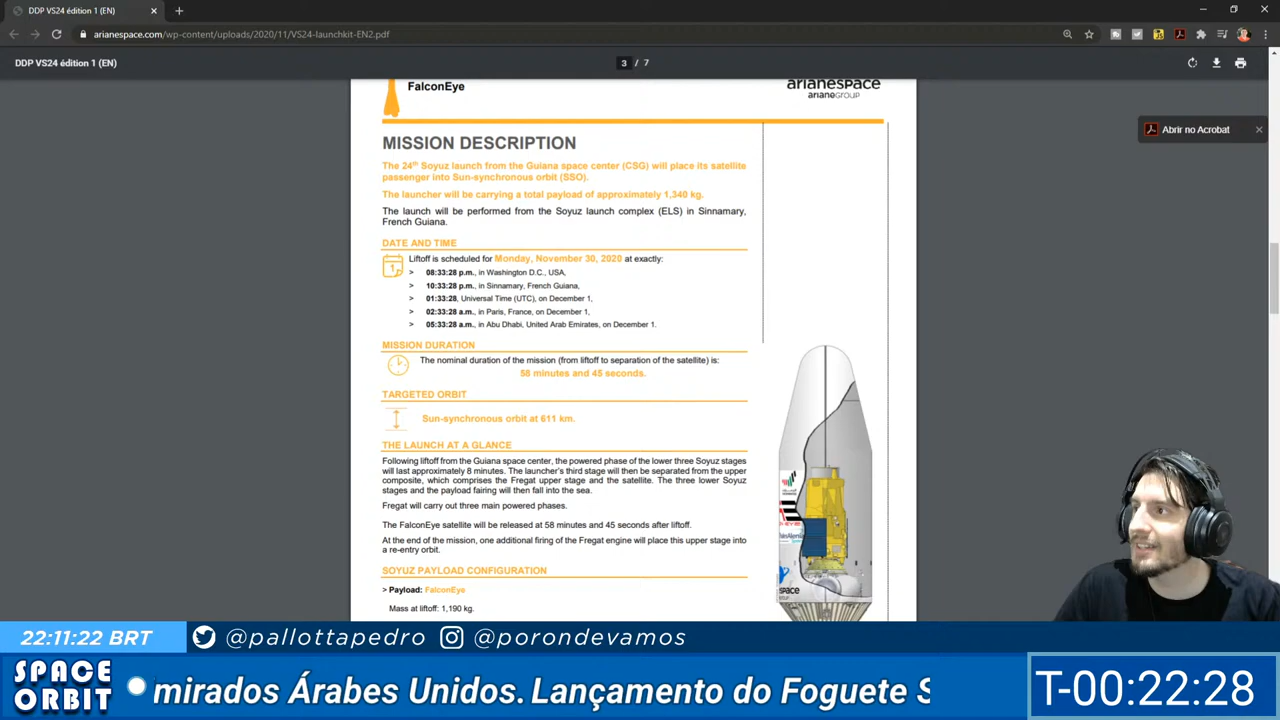 DDP VS24 édition 1 (EN)
arianespace.com/wp-content/uploads/2020/11/VS24-launchkit-EN2.pdf
DDP VS24 édition 1 (EN)
3 / 7
FalconEye
arianespace
arianeGROUP
Abrir no Acrobat
MISSION DESCRIPTION
The 24th Soyuz launch from the Guiana space center (CSG) will place its satellite
passenger into Sun-synchronous orbit (SSO).
The launcher will be carrying a total payload of approximately 1,340 kg.
The launch will be performed from the Soyuz launch complex (ELS) in Sinnamary,
French Guiana.
DATE AND TIME
Liftoff is scheduled for Monday, November 30, 2020 at exactly:
> 08:33:28 p.m., in Washington D.C., USA,
> 10:33:28 p.m., in Sinnamary, French Guiana,
> 01:33:28, Universal Time (UTC), on December 1,
> 02:33:28 a.m., in Paris, France, on December 1,
> 05:33:28 a.m., in Abu Dhabi, United Arab Emirates, on December 1.
MISSION DURATION
The nominal duration of the mission (from liftoff to separation of the satellite) is:
58 minutes and 45 seconds.
TARGETED ORBIT
Sun-synchronous orbit at 611 km.
THE LAUNCH AT A GLANCE
Following liftoff from the Guiana space center, the powered phase of the lower three Soyuz stages
will last approximately 8 minutes. The launcher's third stage will then be separated from the upper
composite, which comprises the Fregat upper stage and the satellite. The three lower Soyuz
stages and the payload fairing will then fall into the sea.
Fregat will carry out three main powered phases.
The FalconEye satellite will be released at 58 minutes and 45 seconds after liftoff.
At the end of the mission, one additional firing of the Fregat engine will place this upper stage into
a re-entry orbit.
SOYUZ PAYLOAD CONFIGURATION
> Payload: FalconEye
Mass at liftoff: 1,190 kg.
22:11:22 BRT
@pallottapedro
@porondevamos
SPACE
ORBIT
mirados Árabes Unidos. Lançamento do Foguete S
T-00:22:28